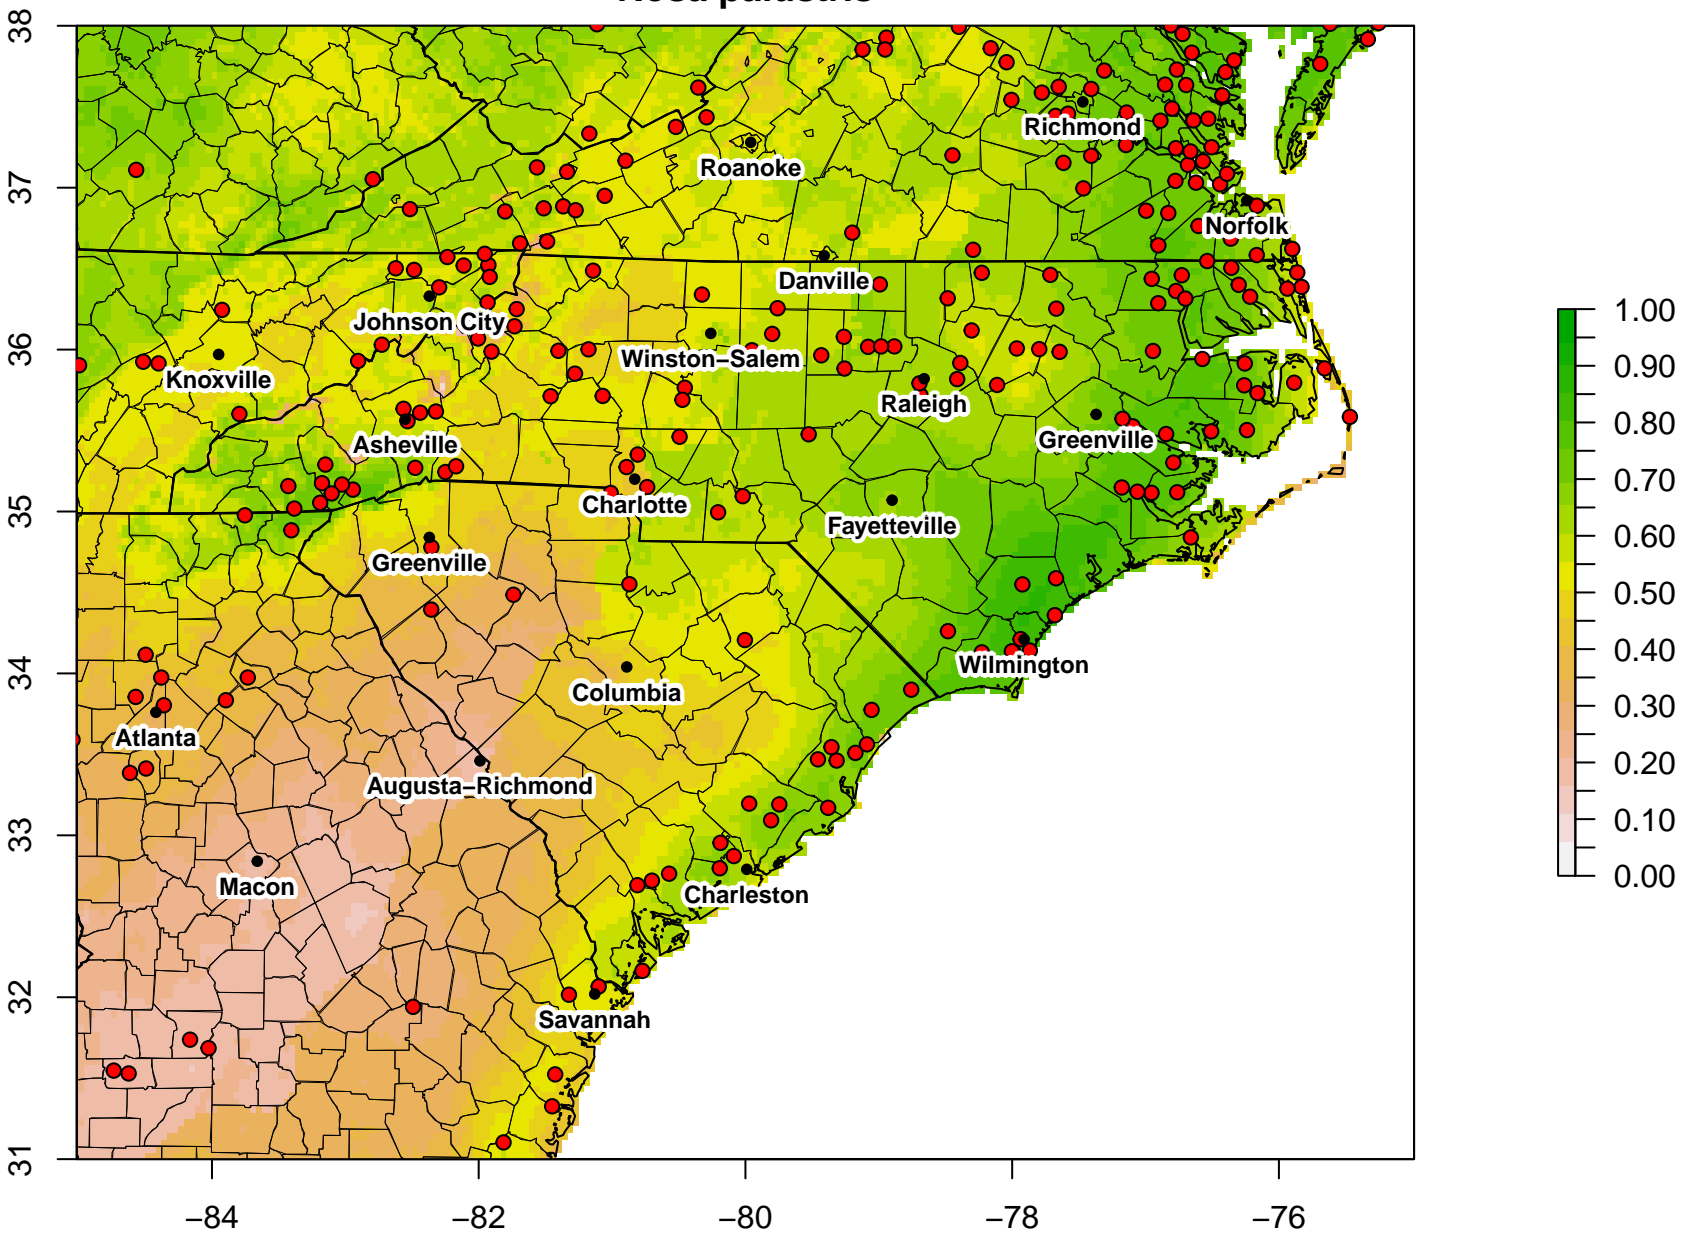 Rosa palustris
38
37
36
35
34
33
32
31
Richmond
Roanoke
Norfolk
Danville
Johnson City
Winston–Salem
Knoxville
Raleigh
Greenville
Asheville
Charlotte
Fayetteville
Greenville
Wilmington
Columbia
Atlanta
Augusta–Richmond
Macon
Charleston
Savannah
−84
−82
−80
−78
−76
1.00
0.90
0.80
0.70
0.60
0.50
0.40
0.30
0.20
0.10
0.00